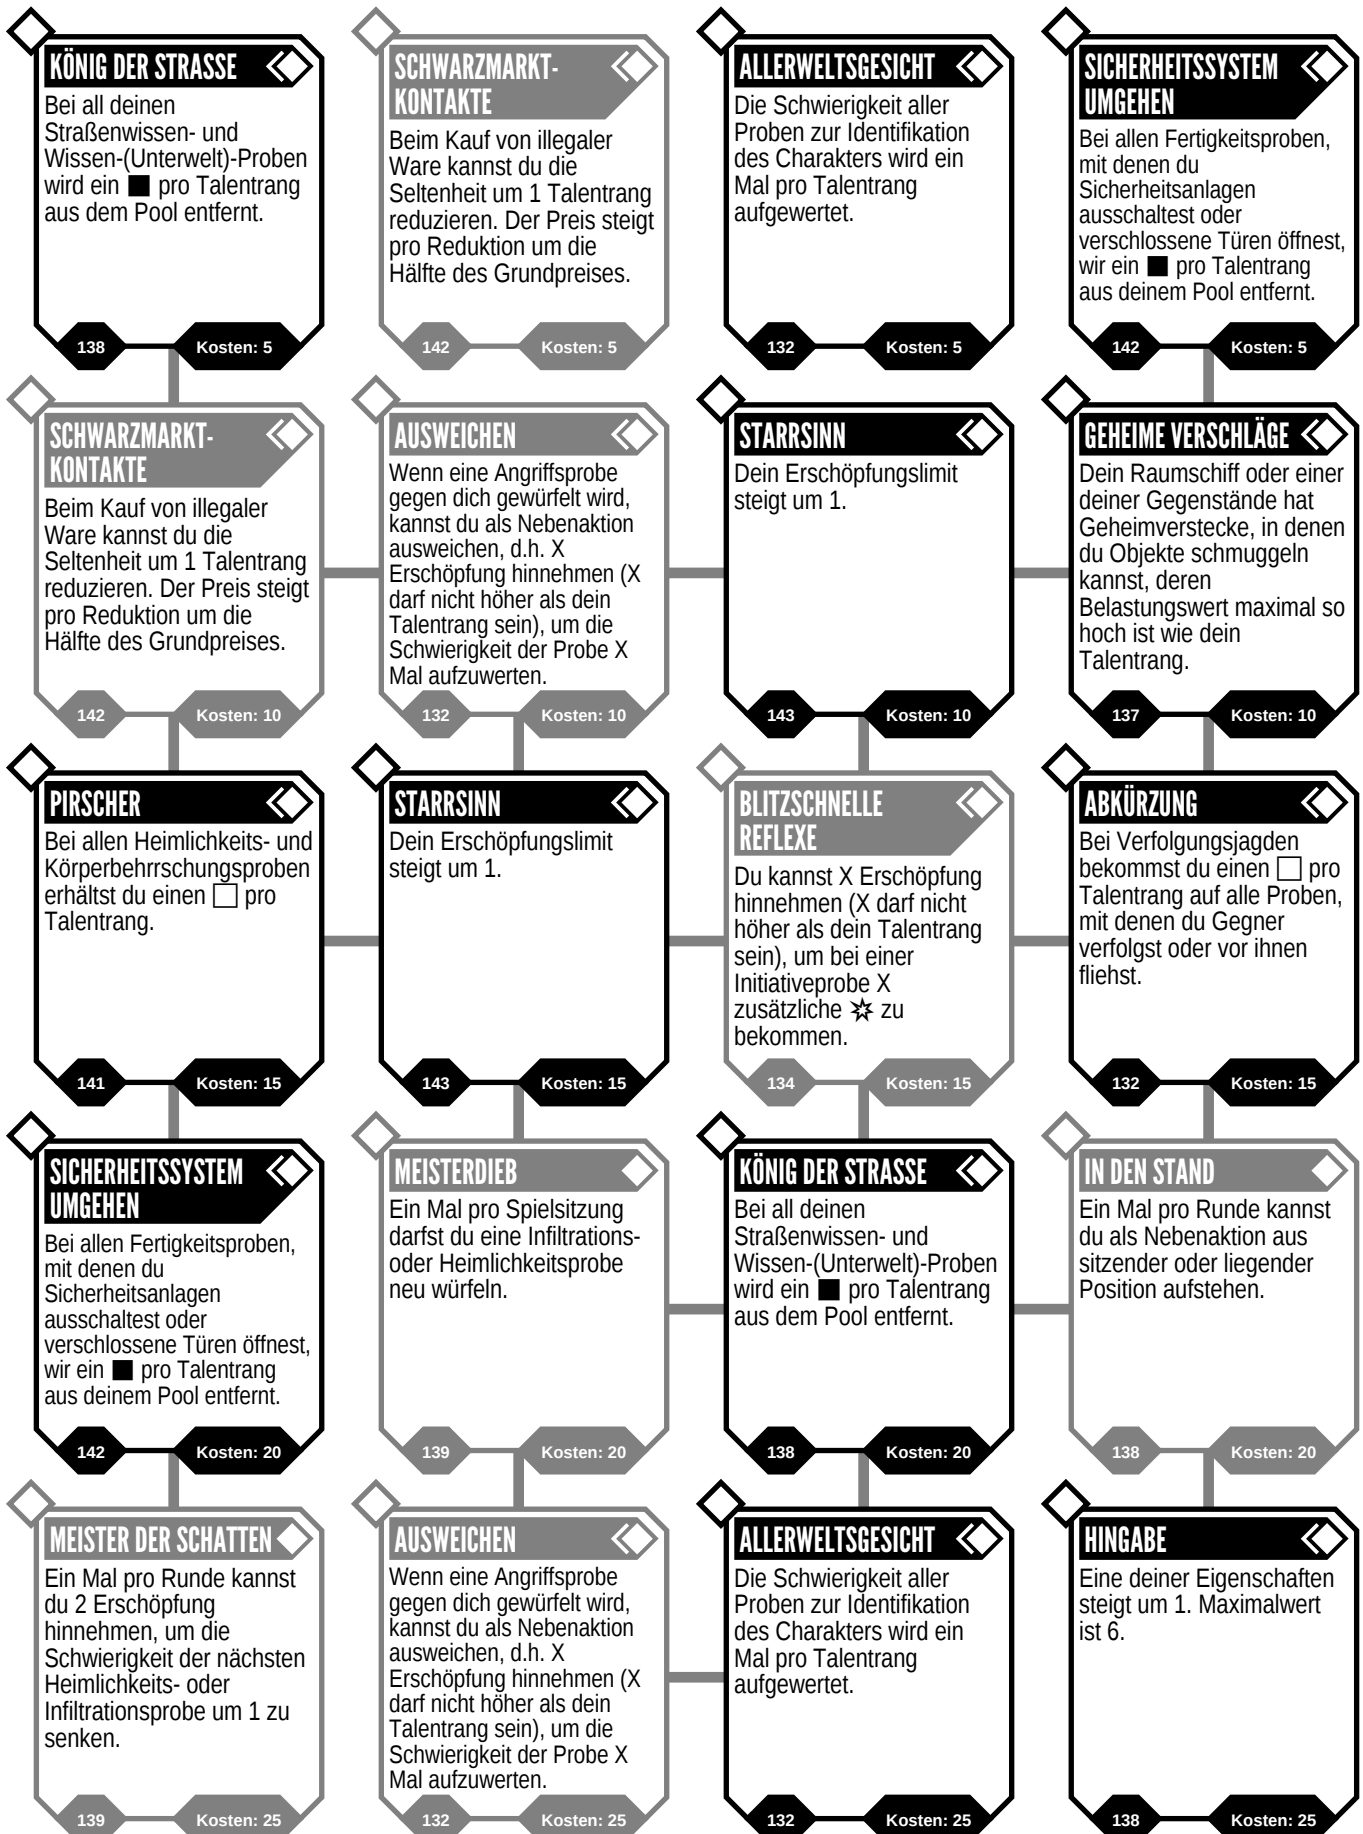 KÖNIG DER STRASSE
Bei all deinen
Straßenwissen- und
Wissen-(Unterwelt)-Proben
wird ein ■ pro Talentrang
aus dem Pool entfernt.
138
Kosten: 5
SCHWARZMARKT-
KONTAKTE
Beim Kauf von illegaler
Ware kannst du die
Seltenheit um 1 Talentrang
reduzieren. Der Preis steigt
pro Reduktion um die
Hälfte des Grundpreises.
142
Kosten: 5
ALLERWELTSGESICHT
Die Schwierigkeit aller
Proben zur Identifikation
des Charakters wird ein
Mal pro Talentrang
aufgewertet.
132
Kosten: 5
SICHERHEITSSYSTEM
UMGEHEN
Bei allen Fertigkeitsproben,
mit denen du
Sicherheitsanlagen
ausschaltest oder
verschlossene Türen öffnest,
wir ein ■ pro Talentrang
aus deinem Pool entfernt.
142
Kosten: 5
SCHWARZMARKT-
KONTAKTE
Beim Kauf von illegaler
Ware kannst du die
Seltenheit um 1 Talentrang
reduzieren. Der Preis steigt
pro Reduktion um die
Hälfte des Grundpreises.
142
Kosten: 10
AUSWEICHEN
Wenn eine Angriffsprobe
gegen dich gewürfelt wird,
kannst du als Nebenaktion
ausweichen, d.h. X
Erschöpfung hinnehmen (X
darf nicht höher als dein
Talentrang sein), um die
Schwierigkeit der Probe X
Mal aufzuwerten.
132
Kosten: 10
STARRSINN
Dein Erschöpfungslimit
steigt um 1.
143
Kosten: 10
GEHEIME VERSCHLÄGE
Dein Raumschiff oder einer
deiner Gegenstände hat
Geheimverstecke, in denen
du Objekte schmuggeln
kannst, deren
Belastungswert maximal so
hoch ist wie dein
Talentrang.
137
Kosten: 10
PIRSCHER
Bei allen Heimlichkeits- und
Körperbehrrschungsproben
erhältst du einen □ pro
Talentrang.
141
Kosten: 15
STARRSINN
Dein Erschöpfungslimit
steigt um 1.
143
Kosten: 15
BLITZSCHNELLE
REFLEXE
Du kannst X Erschöpfung
hinnehmen (X darf nicht
höher als dein Talentrang
sein), um bei einer
Initiativeprobe X
zusätzliche zu
bekommen.
134
Kosten: 15
ABKÜRZUNG
Bei Verfolgungsjagden
bekommst du einen □ pro
Talentrang auf alle Proben,
mit denen du Gegner
verfolgst oder vor ihnen
fliehst.
132
Kosten: 15
SICHERHEITSSYSTEM
UMGEHEN
Bei allen Fertigkeitsproben,
mit denen du
Sicherheitsanlagen
ausschaltest oder
verschlossene Türen öffnest,
wir ein ■ pro Talentrang
aus deinem Pool entfernt.
142
Kosten: 20
MEISTERDIEB
Ein Mal pro Spielsitzung
darfst du eine Infiltrations-
oder Heimlichkeitsprobe
neu würfeln.
139
Kosten: 20
KÖNIG DER STRASSE
Bei all deinen
Straßenwissen- und
Wissen-(Unterwelt)-Proben
wird ein ■ pro Talentrang
aus dem Pool entfernt.
138
Kosten: 20
IN DEN STAND
Ein Mal pro Runde kannst
du als Nebenaktion aus
sitzender oder liegender
Position aufstehen.
138
Kosten: 20
MEISTER DER SCHATTEN
Ein Mal pro Runde kannst
du 2 Erschöpfung
hinnehmen, um die
Schwierigkeit der nächsten
Heimlichkeits- oder
Infiltrationsprobe um 1 zu
senken.
139
Kosten: 25
AUSWEICHEN
Wenn eine Angriffsprobe
gegen dich gewürfelt wird,
kannst du als Nebenaktion
ausweichen, d.h. X
Erschöpfung hinnehmen (X
darf nicht höher als dein
Talentrang sein), um die
Schwierigkeit der Probe X
Mal aufzuwerten.
132
Kosten: 25
ALLERWELTSGESICHT
Die Schwierigkeit aller
Proben zur Identifikation
des Charakters wird ein
Mal pro Talentrang
aufgewertet.
132
Kosten: 25
HINGABE
Eine deiner Eigenschaften
steigt um 1. Maximalwert
ist 6.
138
Kosten: 25